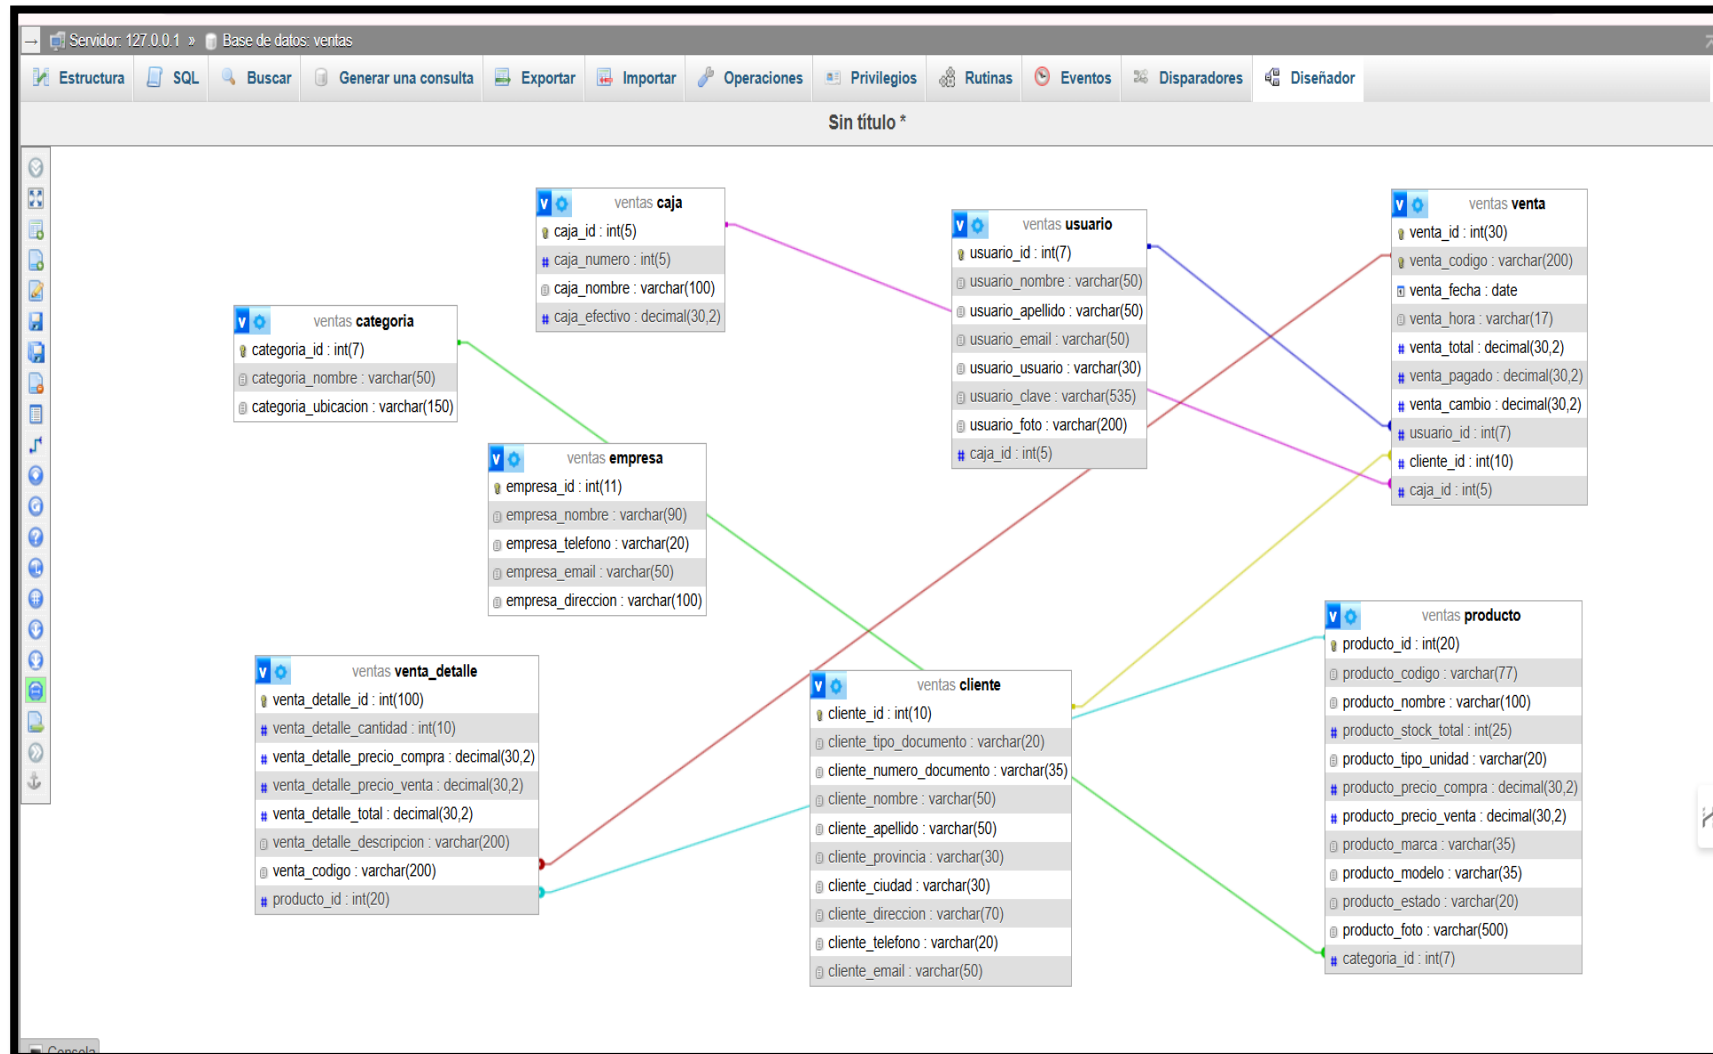 Servidor: 127.0.0.1 » Base de datos: ventas
Estructura SQL Buscar Generar una consulta Exportar Importar Operaciones Privilegios Rutinas Eventos Disparadores Diseñador
Sin título *
ventas caja
caja_id : int(5)
caja_numero : int(5)
caja_nombre : varchar(100)
caja_efectivo : decimal(30,2)
ventas usuario
usuario_id : int(7)
usuario_nombre : varchar(50)
usuario_apellido : varchar(50)
usuario_email : varchar(50)
usuario_usuario : varchar(30)
usuario_clave : varchar(535)
usuario_foto : varchar(200)
caja_id : int(5)
ventas venta
venta_id : int(30)
venta_codigo : varchar(200)
venta_fecha : date
venta_hora : varchar(17)
venta_total : decimal(30,2)
venta_pagado : decimal(30,2)
venta_cambio : decimal(30,2)
usuario_id : int(7)
cliente_id : int(10)
caja_id : int(5)
ventas categoria
categoria_id : int(7)
categoria_nombre : varchar(50)
categoria_ubicacion : varchar(150)
ventas empresa
empresa_id : int(11)
empresa_nombre : varchar(90)
empresa_telefono : varchar(20)
empresa_email : varchar(50)
empresa_direccion : varchar(100)
ventas venta_detalle
venta_detalle_id : int(100)
venta_detalle_cantidad : int(10)
venta_detalle_precio_compra : decimal(30,2)
venta_detalle_precio_venta : decimal(30,2)
venta_detalle_total : decimal(30,2)
venta_detalle_descripcion : varchar(200)
venta_codigo : varchar(200)
producto_id : int(20)
ventas cliente
cliente_id : int(10)
cliente_tipo_documento : varchar(20)
cliente_numero_documento : varchar(35)
cliente_nombre : varchar(50)
cliente_apellido : varchar(50)
cliente_provincia : varchar(30)
cliente_ciudad : varchar(30)
cliente_direccion : varchar(70)
cliente_telefono : varchar(20)
cliente_email : varchar(50)
ventas producto
producto_id : int(20)
producto_codigo : varchar(77)
producto_nombre : varchar(100)
producto_stock_total : int(25)
producto_tipo_unidad : varchar(20)
producto_precio_compra : decimal(30,2)
producto_precio_venta : decimal(30,2)
producto_marca : varchar(35)
producto_modelo : varchar(35)
producto_estado : varchar(20)
producto_foto : varchar(500)
categoria_id : int(7)
Consola